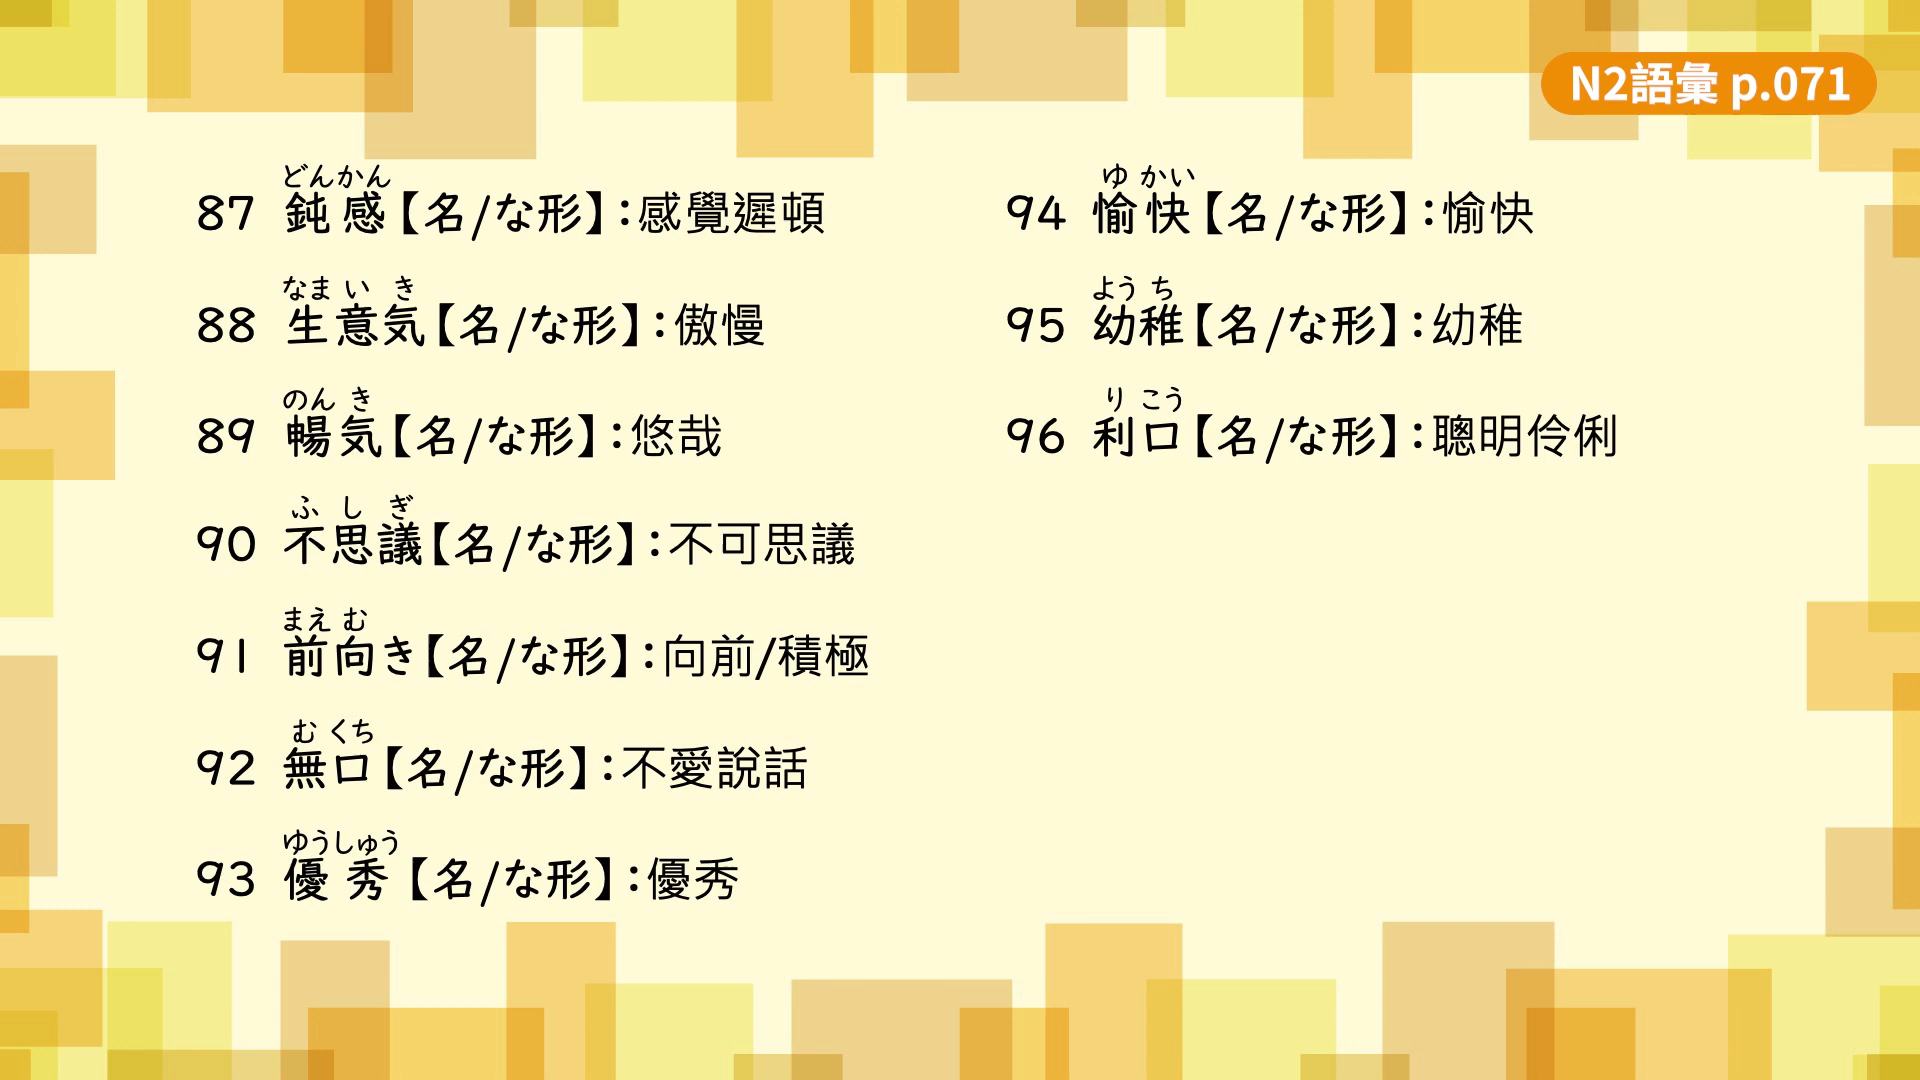 N2語彙 p.071
どんかん
87 鈍感【名/な形】：感覺遲頓
なまいき
88 生意気【名/な形】：傲慢
のんき
89 暢気【名/な形】：悠哉
ふしぎ
90 不思議【名/な形】：不可思議
まえむ
91 前向き【名/な形】：向前/積極
むくち
92 無口【名/な形】：不愛說話
ゆうしゅう
93 優秀【名/な形】：優秀
ゆかい
94 愉快【名/な形】：愉快
ようち
95 幼稚【名/な形】：幼稚
りこう
96 利口【名/な形】：聰明伶俐